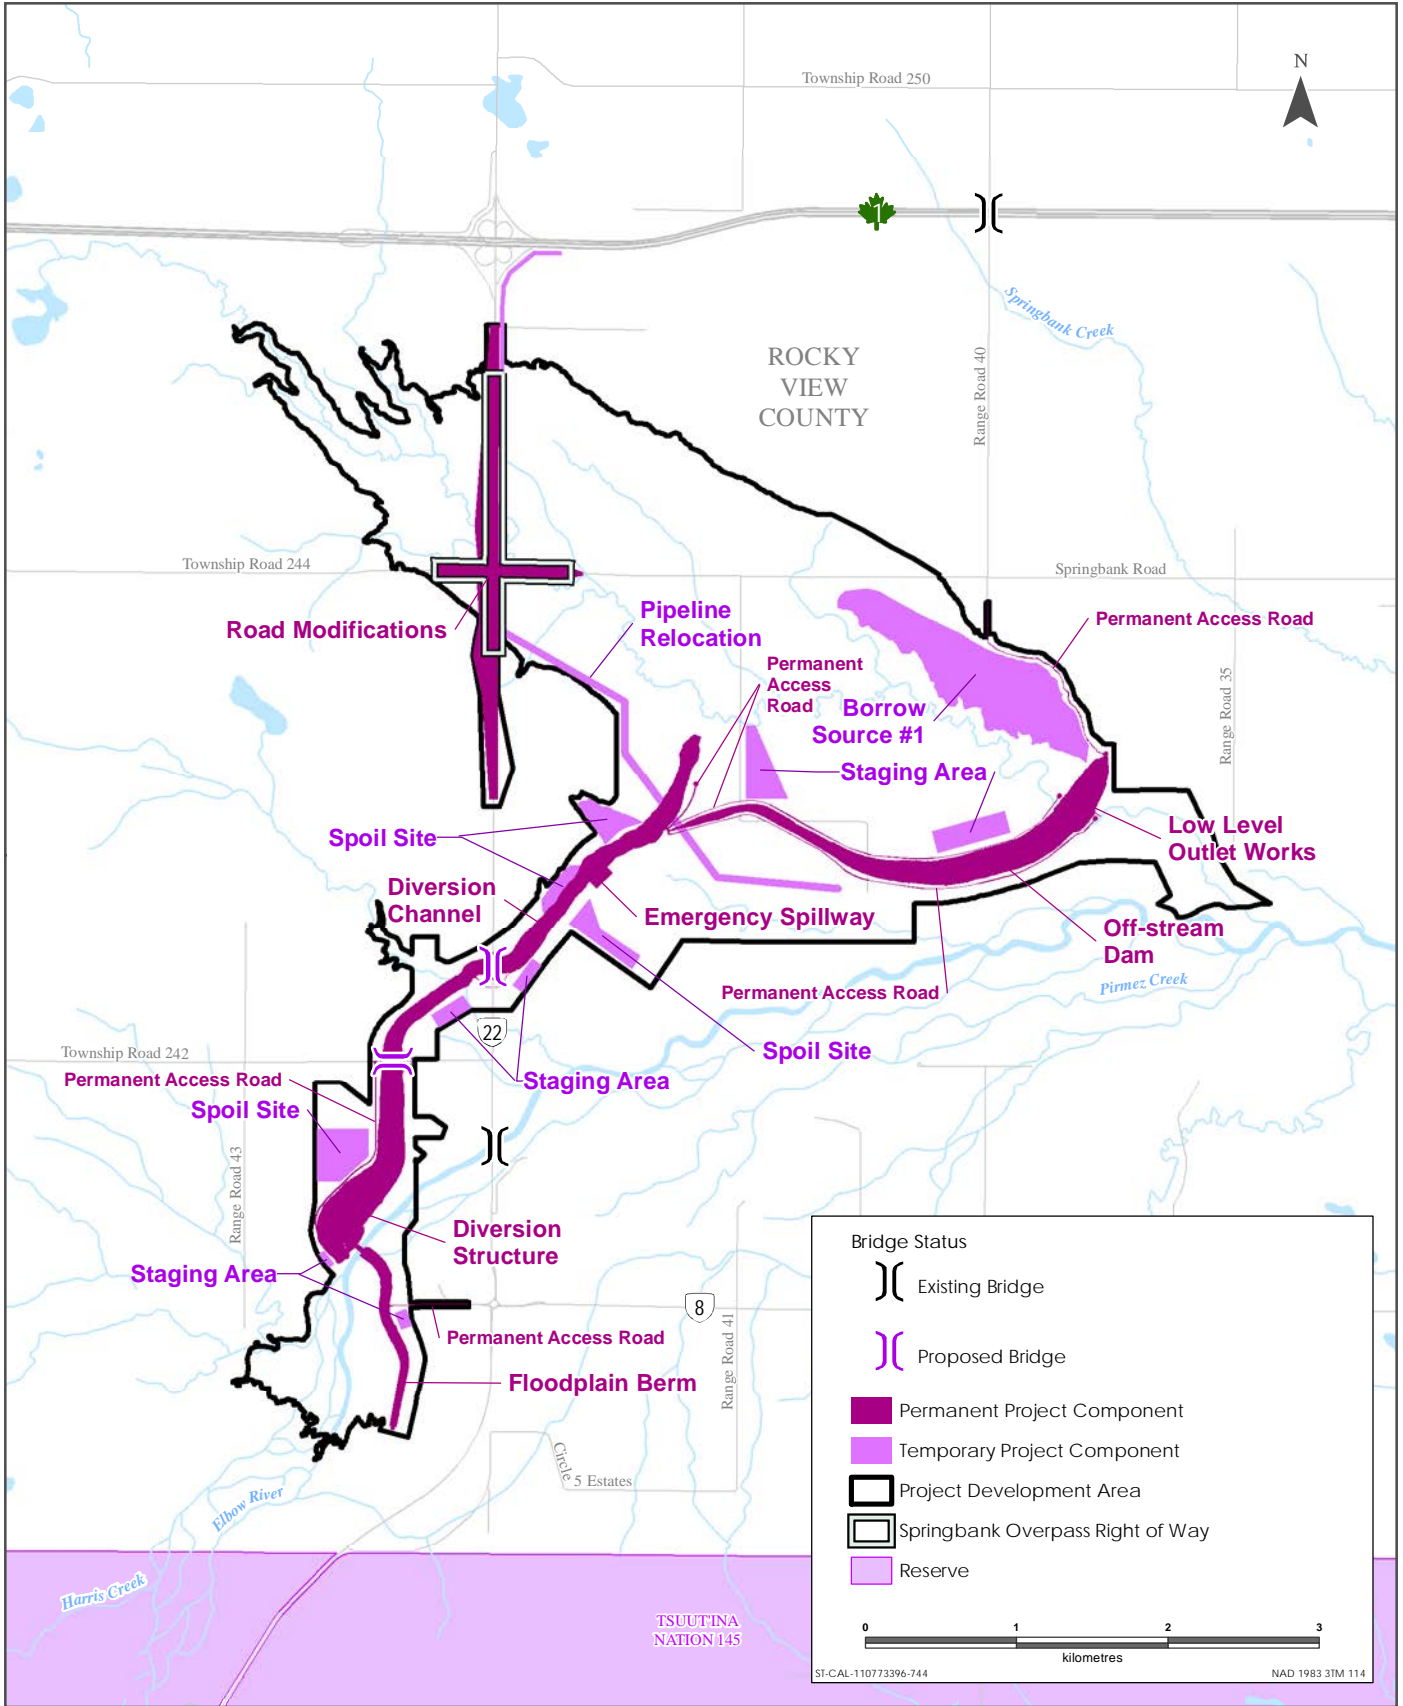 Township Road 250
N
1
Springbank Creek
ROCKY
VIEW
COUNTY
Range Road 40
Township Road 244
Springbank Road
Road Modifications
Pipeline
Relocation
Permanent Access Road
Permanent
Access
Road
Borrow
Source #1
Range Road 35
Staging Area
Spoil Site
Low Level
Outlet Works
Diversion
Channel
Emergency Spillway
Off-stream
Dam
Permanent Access Road
Pirmez Creek
22
Township Road 242
Spoil Site
Permanent Access Road
Staging Area
Spoil Site
Range Road 43
Diversion
Structure
Staging Area
8
Range Road 41
Permanent Access Road
Floodplain Berm
Circle 5 Estates
Elbow River
Harris Creek
TSUUT'INA
NATION 145
Bridge Status
Existing Bridge
Proposed Bridge
Permanent Project Component
Temporary Project Component
Project Development Area
Springbank Overpass Right of Way
Reserve
0 1 2 3
kilometres
ST-CAL-110773396-744
NAD 1983 3TM 114